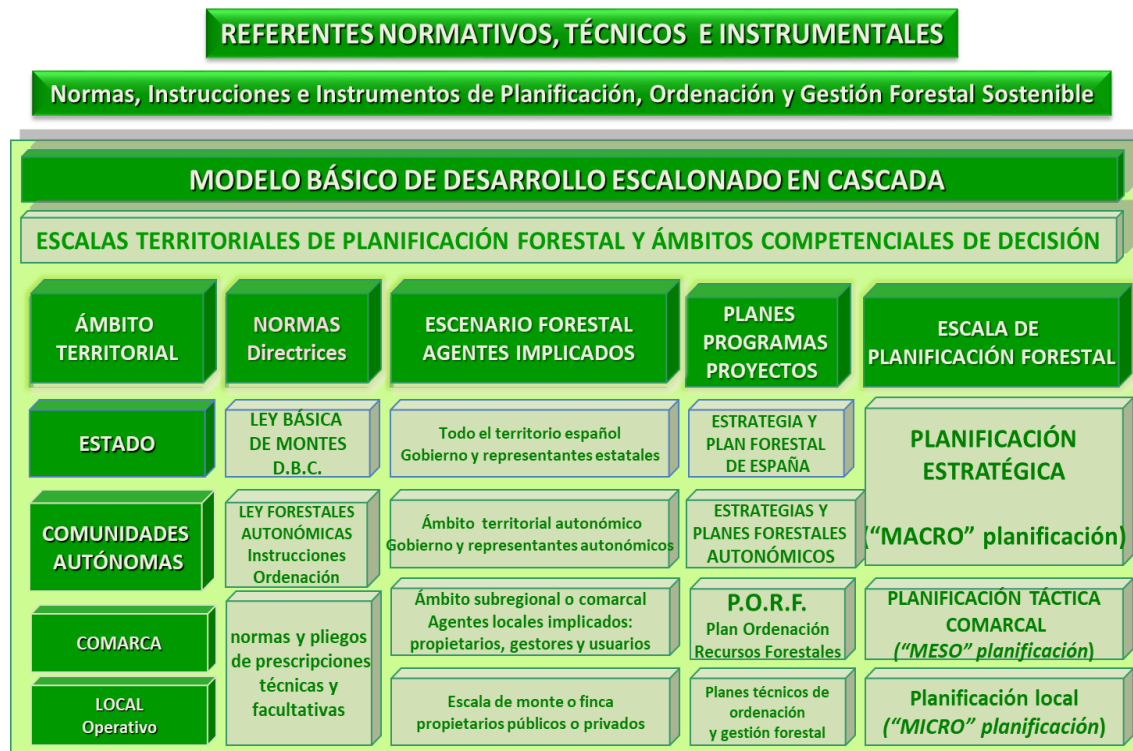 REFERENTES NORMATIVOS, TÉCNICOS E INSTRUMENTALES
Normas, Instrucciones e Instrumentos de Planificación, Ordenación y Gestión Forestal Sostenible
MODELO BÁSICO DE DESARROLLO ESCALONADO EN CASCADA
ESCALAS TERRITORIALES DE PLANIFICACIÓN FORESTAL Y ÁMBITOS COMPETENCIALES DE DECISIÓN
ÁMBITO
TERRITORIAL
NORMAS
Directrices
ESCENARIO FORESTAL
AGENTES IMPLICADOS
PLANES
PROGRAMAS
PROYECTOS
ESCALA DE
PLANIFICACIÓN FORESTAL
ESTADO
LEY BÁSICA
DE MONTES
D.B.C.
Todo el territorio español
Gobierno y representantes estatales
ESTRATEGIA Y
PLAN FORESTAL
DE ESPAÑA
PLANIFICACIÓN
ESTRATÉGICA
(“MACRO” planificación)
COMUNIDADES
AUTÓNOMAS
LEY FORESTALES
AUTONÓMICAS
Instrucciones
Ordenación
Ámbito territorial autonómico
Gobierno y representantes autonómicos
ESTRATEGIAS Y
PLANES FORESTALES
AUTONÓMICOS
COMARCA
normas y pliegos
de prescripciones
técnicas y
facultativas
Ámbito subregional o comarcal
Agentes locales implicados:
propietarios, gestores y usuarios
P.O.R.F.
Plan Ordenación
Recursos Forestales
PLANIFICACIÓN TÁCTICA
COMARCAL
(“MESO” planificación)
LOCAL
Operativo
Escala de monte o finca
propietarios públicos o privados
Planes técnicos de
ordenación
y gestión forestal
Planificación local
(“MICRO” planificación)